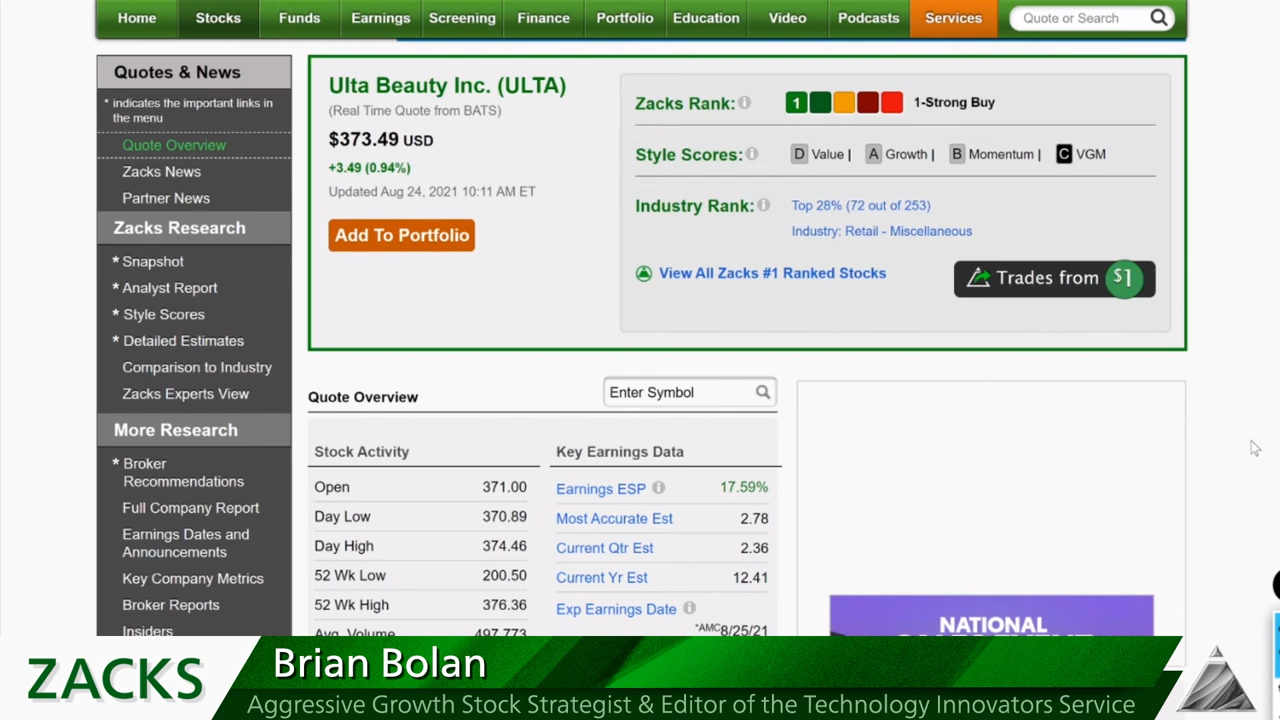 Home
Stocks
Funds
Earnings
Screening
Finance
Portfolio
Education
Video
Podcasts
Services
Quote or Search
Quotes & News
* indicates the important links in
the menu
Quote Overview
Zacks News
Partner News
Zacks Research
* Snapshot
* Analyst Report
* Style Scores
* Detailed Estimates
Comparison to Industry
Zacks Experts View
More Research
* Broker
Recommendations
Full Company Report
Earnings Dates and
Announcements
Key Company Metrics
Broker Reports
Insiders
Ulta Beauty Inc. (ULTA)
(Real Time Quote from BATS)
$373.49 USD
+3.49 (0.94%)
Updated Aug 24, 2021 10:11 AM ET
Add To Portfolio
Zacks Rank: 1 1-Strong Buy
Style Scores: D Value | A Growth | B Momentum | C VGM
Industry Rank: Top 28% (72 out of 253)
Industry: Retail - Miscellaneous
View All Zacks #1 Ranked Stocks
Trades from $1
Quote Overview
Enter Symbol
Stock Activity
Open 371.00
Day Low 370.89
Day High 374.46
52 Wk Low 200.50
52 Wk High 376.36
Avg. Volume 497,773
Key Earnings Data
Earnings ESP 17.59%
Most Accurate Est 2.78
Current Qtr Est 2.36
Current Yr Est 12.41
Exp Earnings Date
*AMC8/25/21
NATIONAL
ZACKS
Brian Bolan
Aggressive Growth Stock Strategist & Editor of the Technology Innovators Service